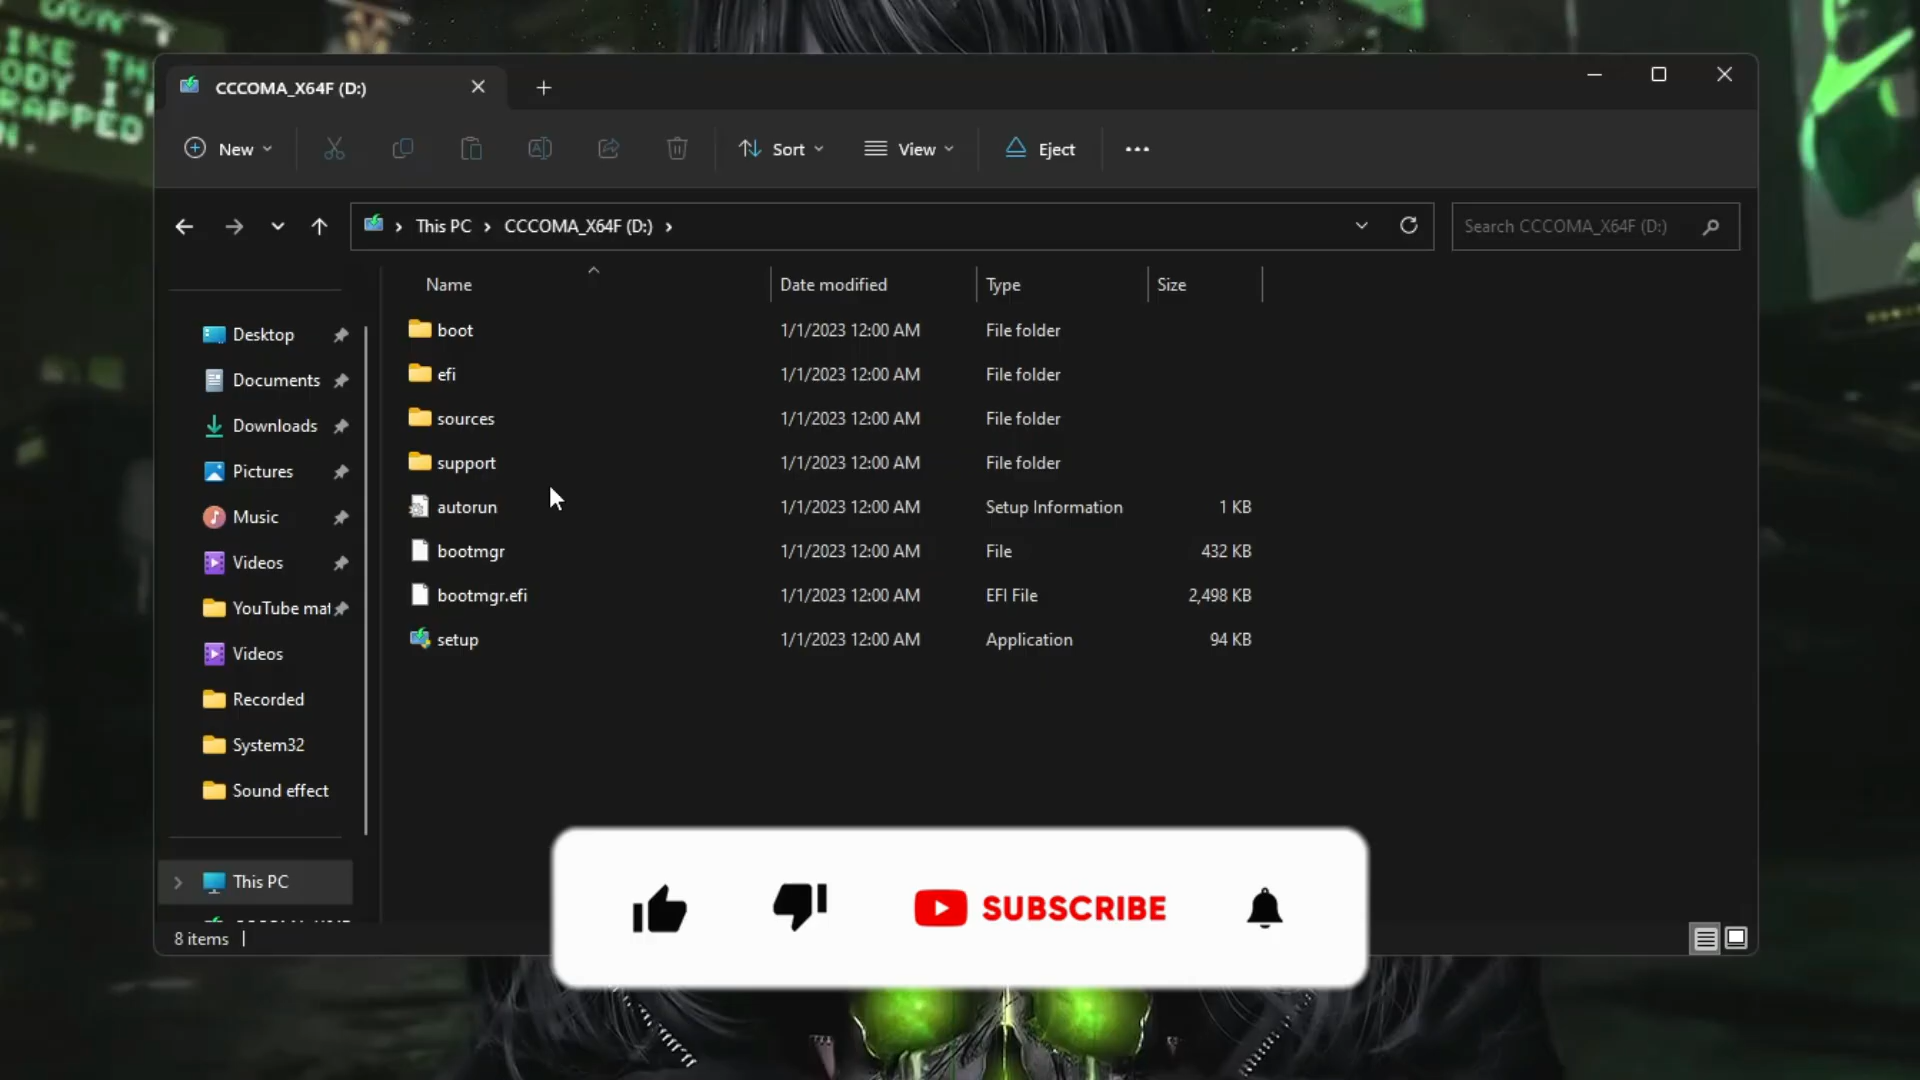 CCCOMA_X64F (D:)
New
Sort
View
Eject
This PC
CCCOMA_X64F (D:)
Search CCCOMA_X64F (D:)
Name
Date modified
Type
Size
Desktop
Documents
Downloads
Pictures
Music
Videos
YouTube mat
Videos
Recorded
System32
Sound effect
This PC
boot 1/1/2023 12:00 AM File folder
efi 1/1/2023 12:00 AM File folder
sources 1/1/2023 12:00 AM File folder
support 1/1/2023 12:00 AM File folder
autorun 1/1/2023 12:00 AM Setup Information 1 KB
bootmgr 1/1/2023 12:00 AM File 432 KB
bootmgr.efi 1/1/2023 12:00 AM EFI File 2,498 KB
setup 1/1/2023 12:00 AM Application 94 KB
8 items
SUBSCRIBE